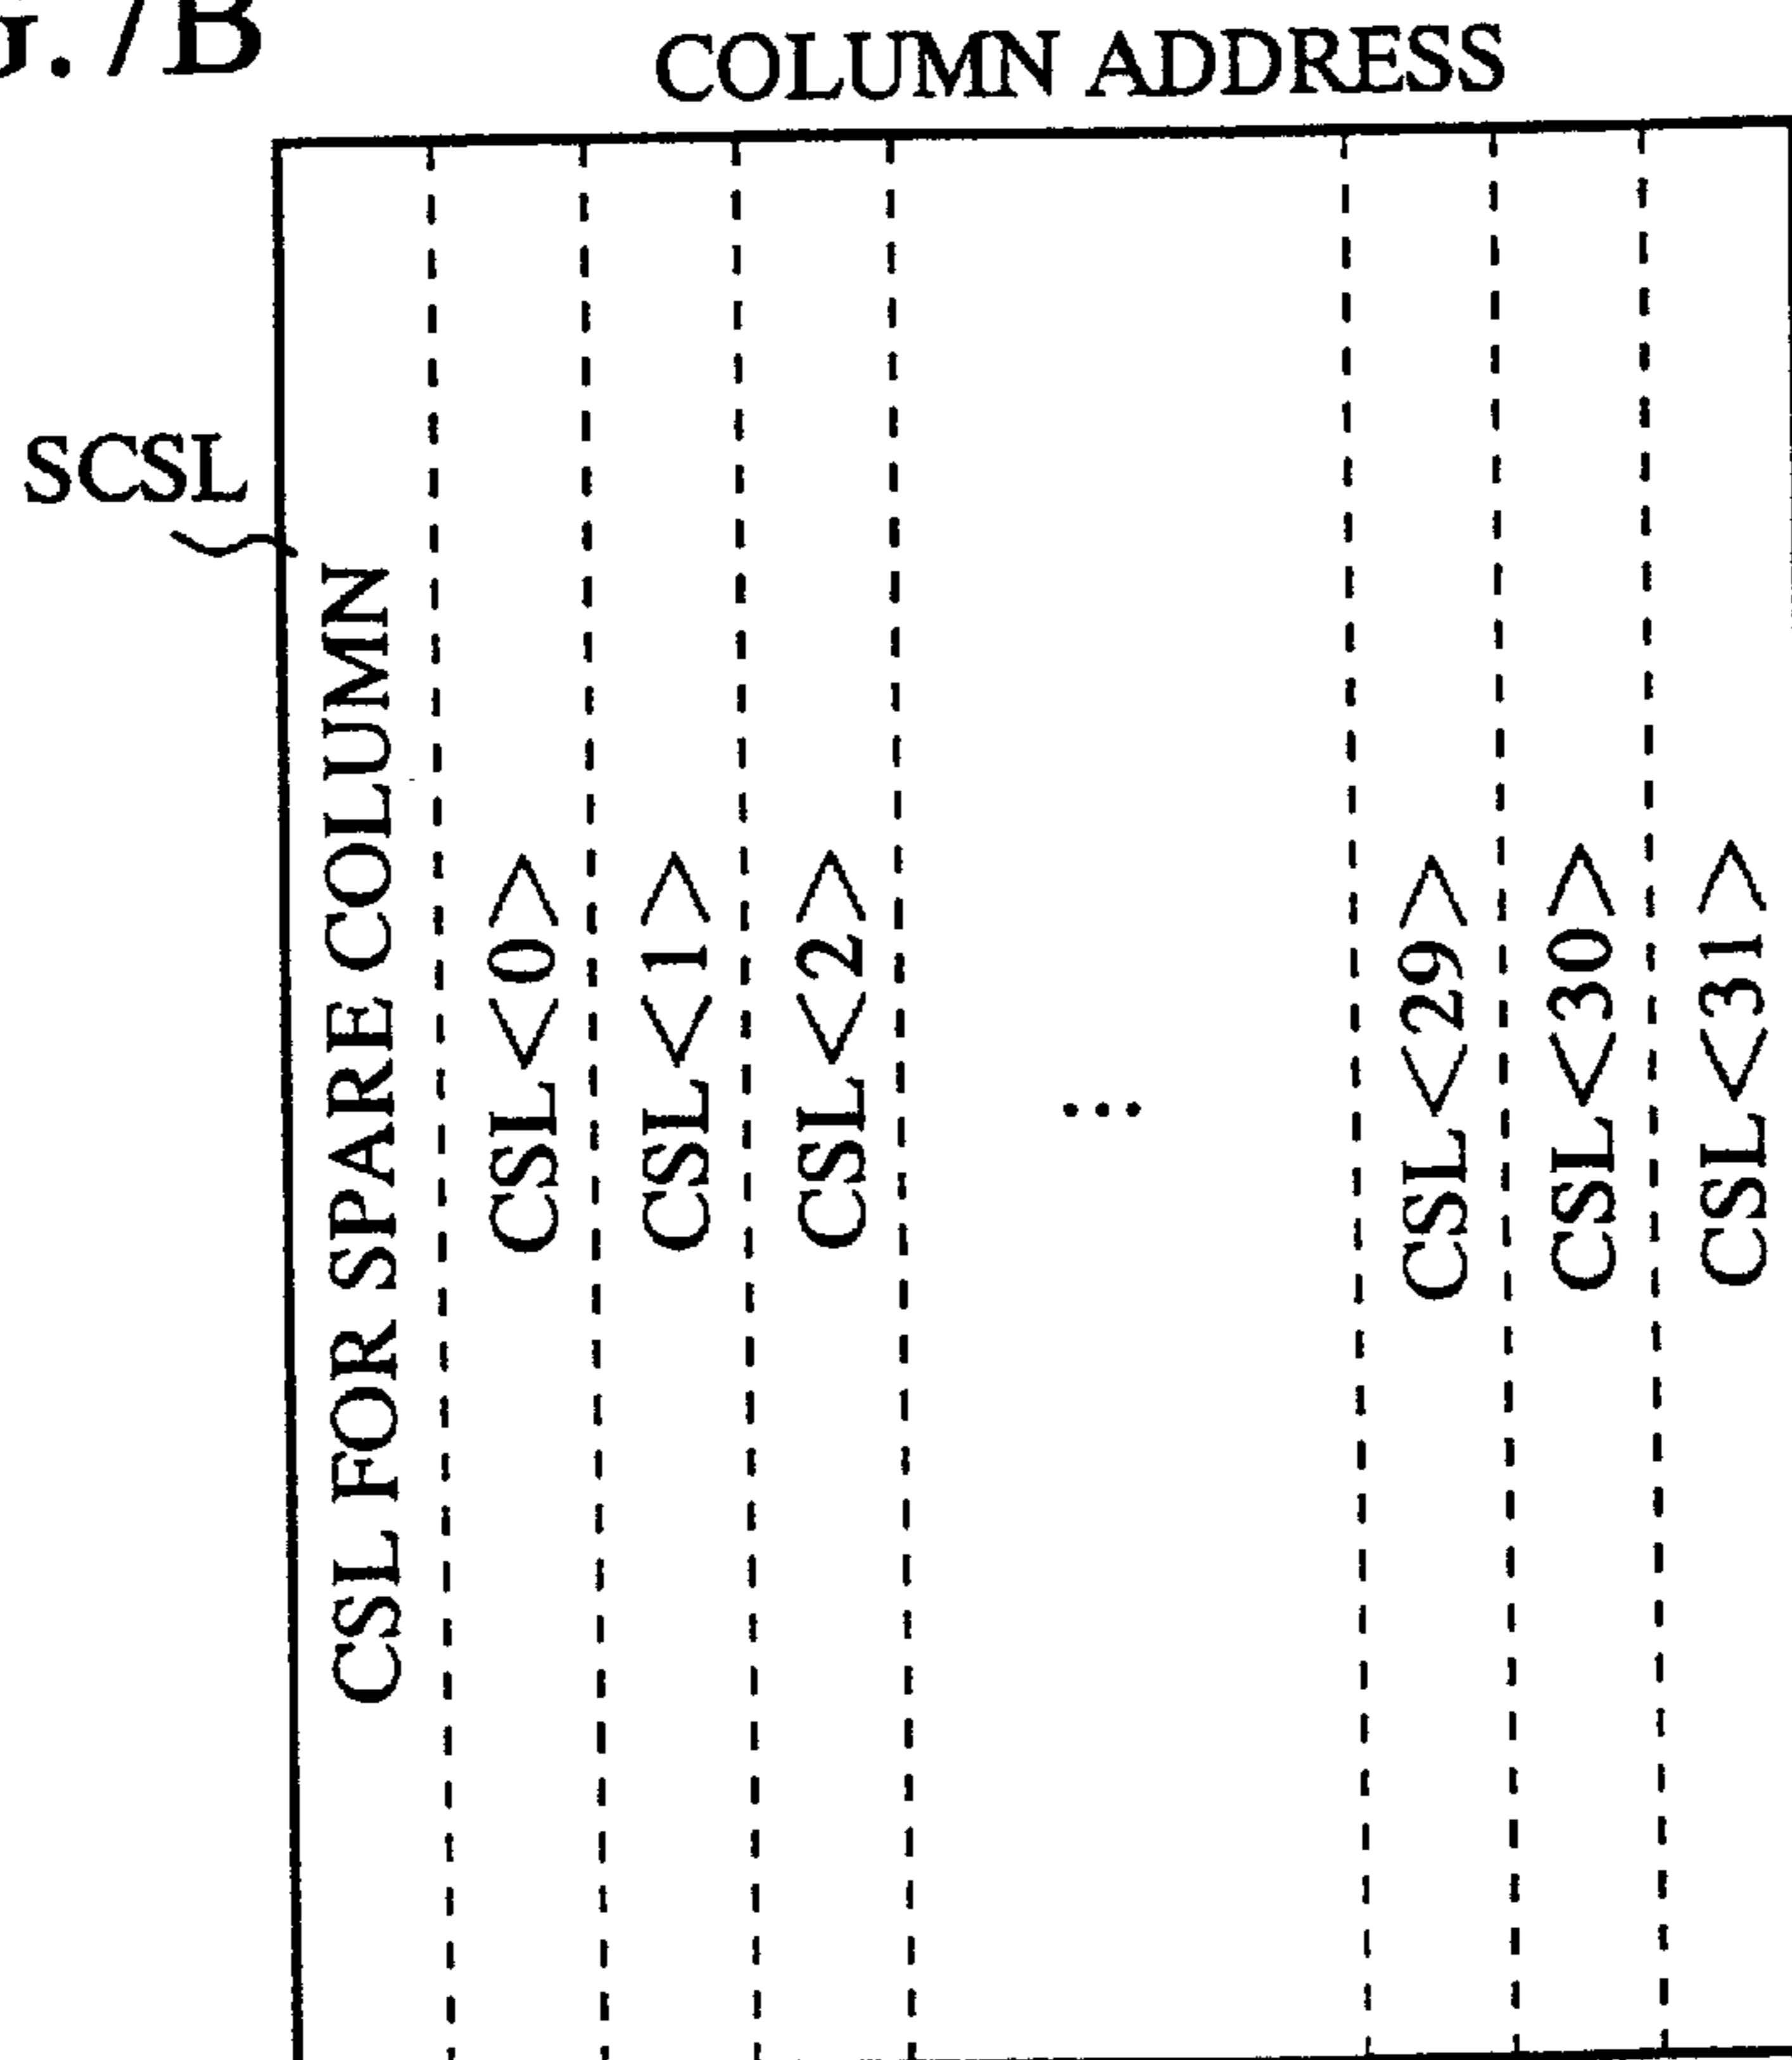 G. 7B
COLUMN ADDRESS
SCSL
CSL FOR SPARE COLUMN
CSL<0>
CSL<1>
CSL<2>
...
CSL<29>
CSL<30>
CSL<31>